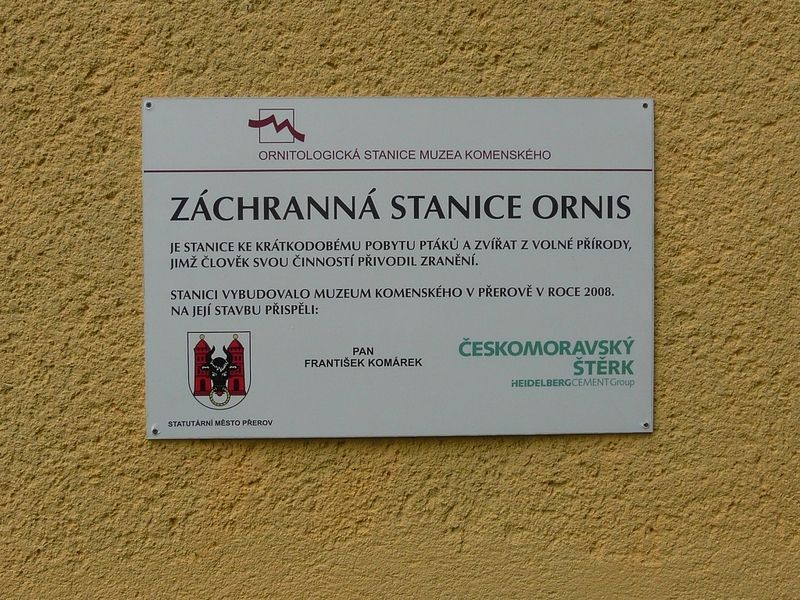 ORNITOLOGICKÁ STANICE MUZEA KOMENSKÉHO
ZÁCHRANNÁ STANICE ORNIS
JE STANICE KE KRÁTKODOBÉMU POBYTU PTÁKŮ A ZVÍŘAT Z VOLNÉ PŘÍRODY,
JIMŽ ČLOVĚK SVOU ČINNOSTÍ PŘIVODIL ZRANĚNÍ.
STANICI VYBUDOVALO MUZEUM KOMENSKÉHO V PŘEROVĚ V ROCE 2008.
NA JEJÍ STAVBU PŘISPĚLI:
STATUTÁRNÍ MĚSTO PŘEROV
PAN
FRANTIŠEK KOMÁREK
ČESKOMORAVSKÝ
ŠTĚRK
HEIDELBERGCEMENT Group